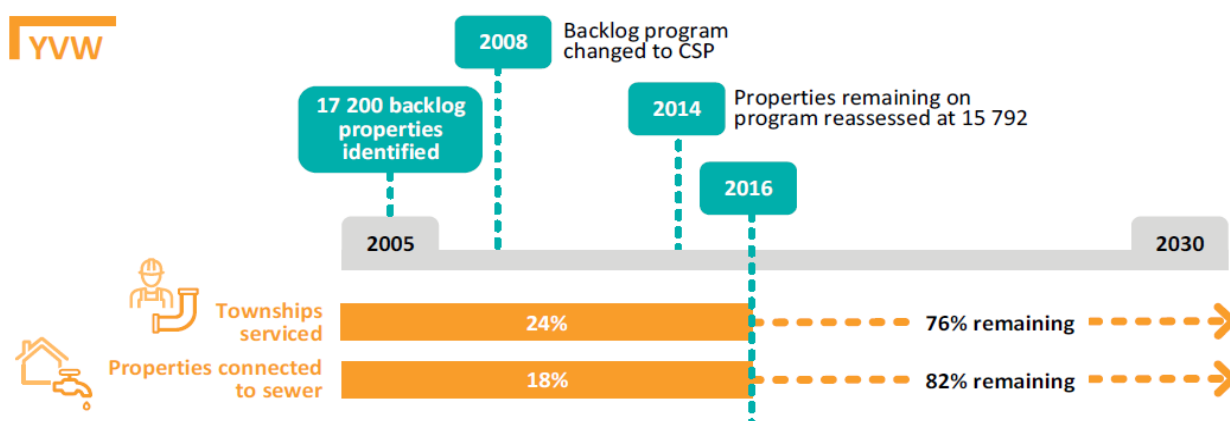 YVW
2008
Backlog program
changed to CSP
17 200 backlog
properties
identified
2014
Properties remaining on
program reassessed at 15 792
2016
2005
2030
Townships
serviced
24%
76% remaining
Properties connected
to sewer
18%
82% remaining